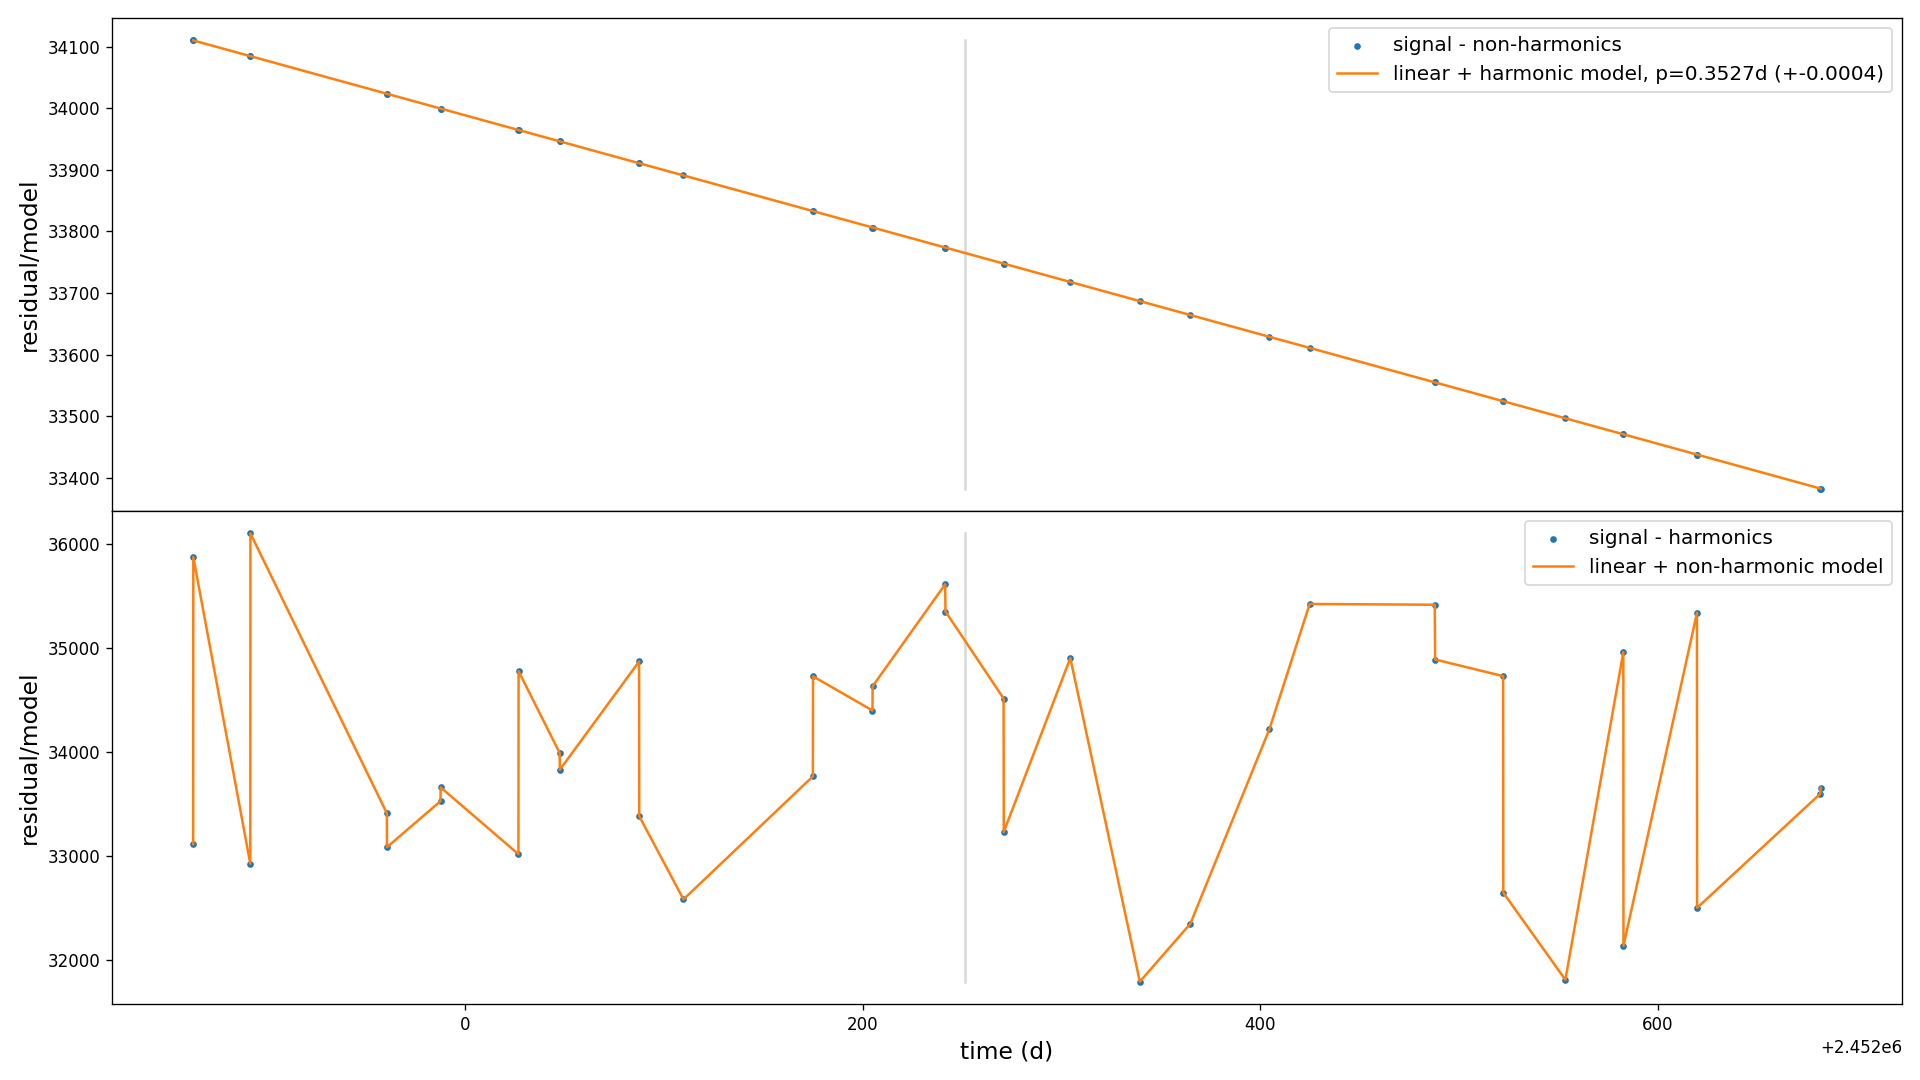 signal - non-harmonics
linear + harmonic model, p=0.3527d (+-0.0004)
34100
34000
33900
33800
33700
33600
33500
33400
residual/model
signal - harmonics
linear + non-harmonic model
36000
35000
34000
33000
32000
residual/model
0
200
400
600
time (d)
+2.452e6